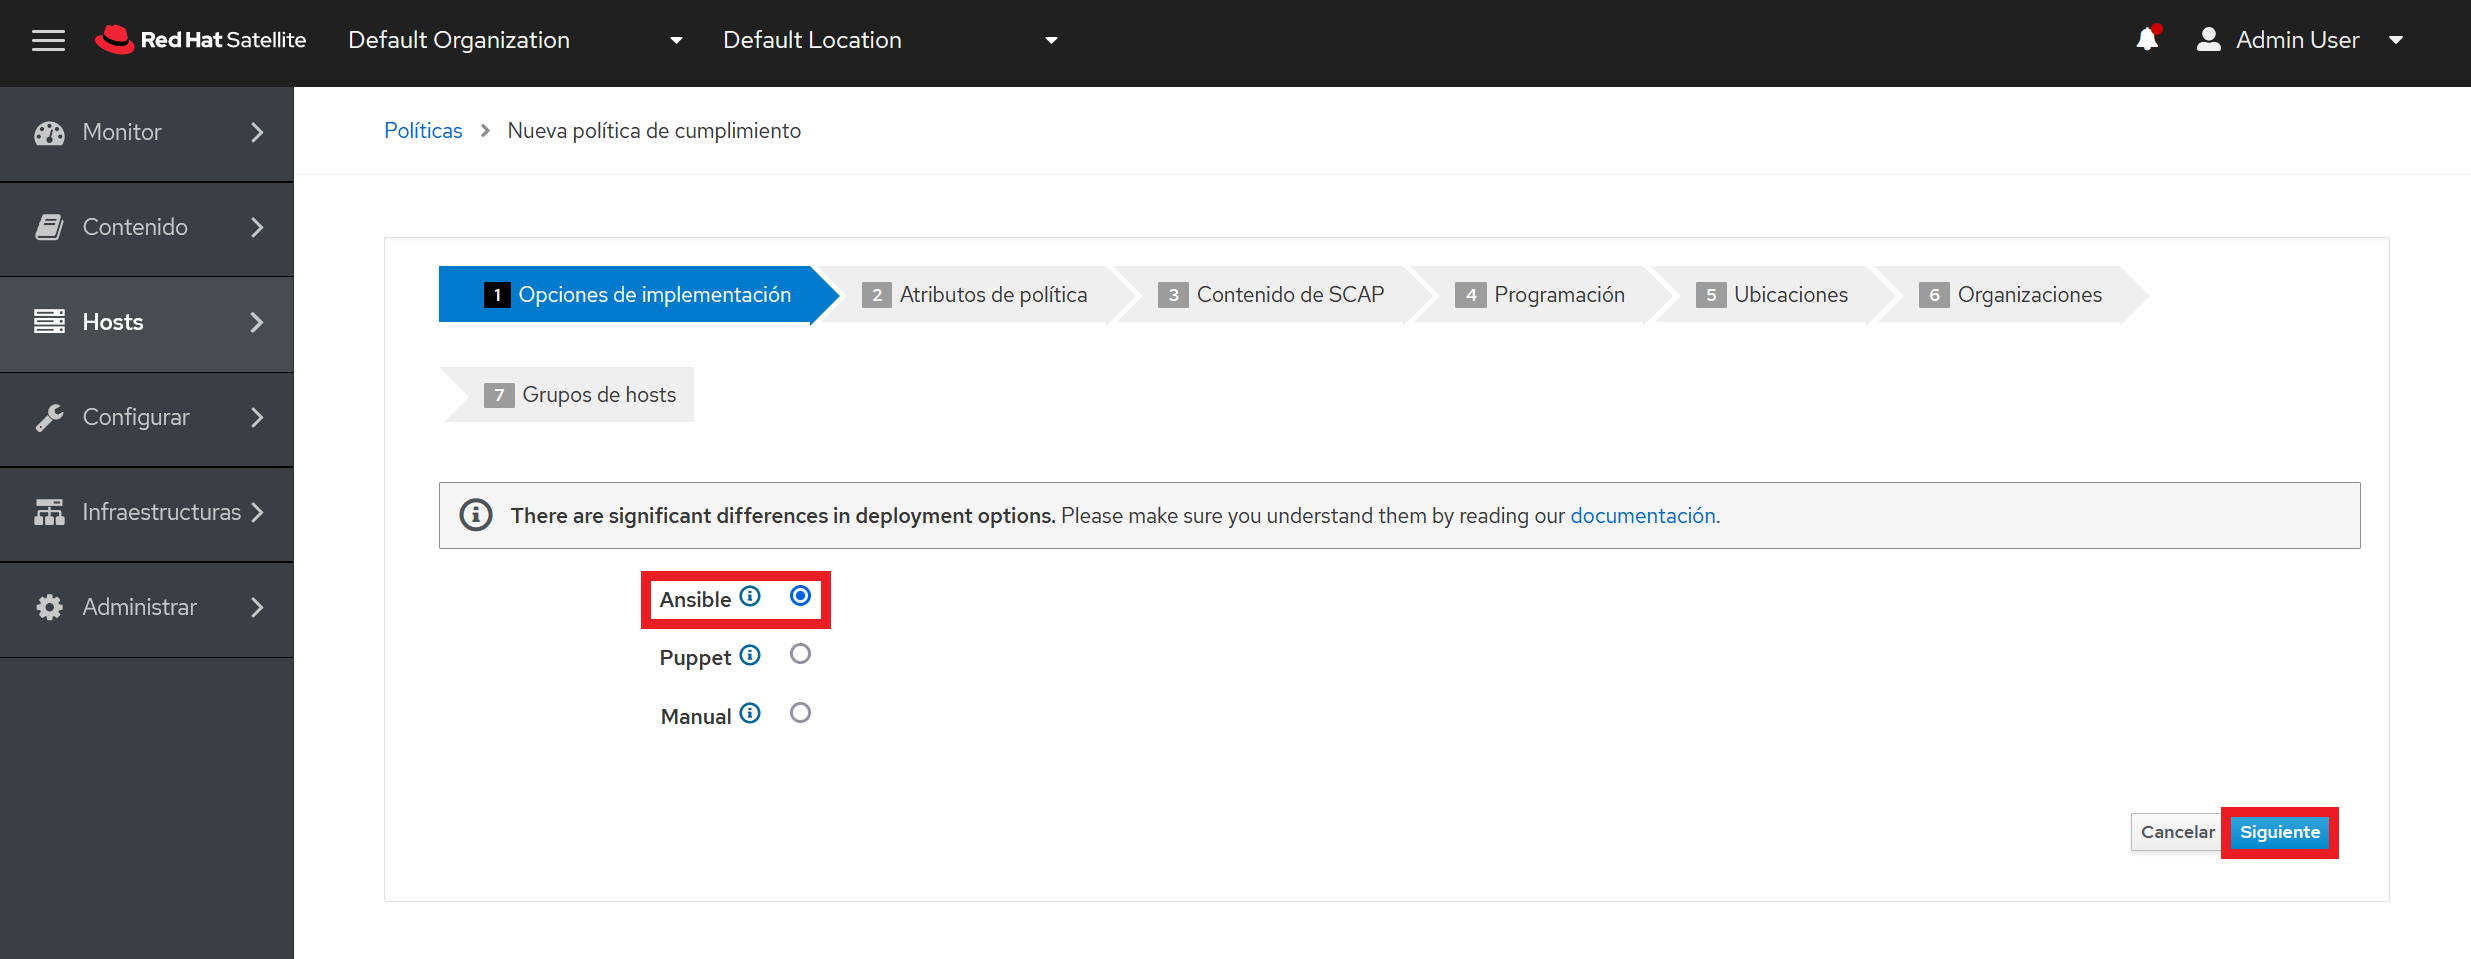 Red Hat Satellite Default Organization Default Location Admin User
Monitor
Contenido
Hosts
Configurar
Infraestructuras
Administrar
Políticas > Nueva política de cumplimiento
1 Opciones de implementación 2 Atributos de política 3 Contenido de SCAP 4 Programación 5 Ubicaciones 6 Organizaciones
7 Grupos de hosts
There are significant differences in deployment options. Please make sure you understand them by reading our documentación.
Ansible
Puppet
Manual
Cancelar Siguiente